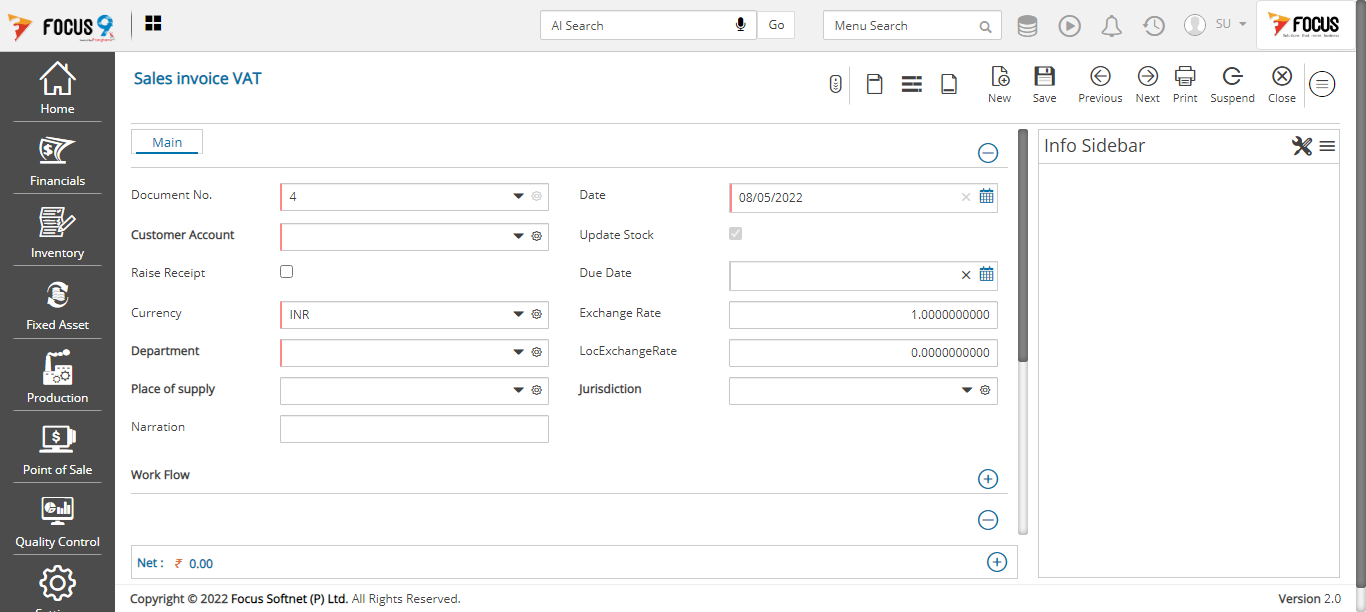 FOCUS 9
AI Search
Go
Menu Search
SU
FOCUS
Home
Financials
Inventory
Fixed Asset
Production
Point of Sale
Quality Control
Sales invoice VAT
New
Save
Previous
Next
Print
Suspend
Close
Main
Info Sidebar
Document No.
4
Date
08/05/2022
Customer Account
Update Stock
Raise Receipt
Due Date
Currency
INR
Exchange Rate
1.0000000000
Department
LocExchangeRate
0.0000000000
Place of supply
Jurisdiction
Narration
Work Flow
Net : ₹ 0.00
Copyright © 2022 Focus Softnet (P) Ltd. All Rights Reserved.
Version 2.0